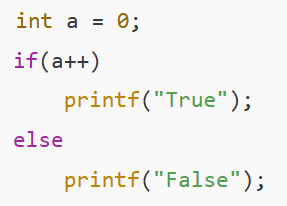 int a = 0;
if(a++)
    printf("True");
else
    printf("False");